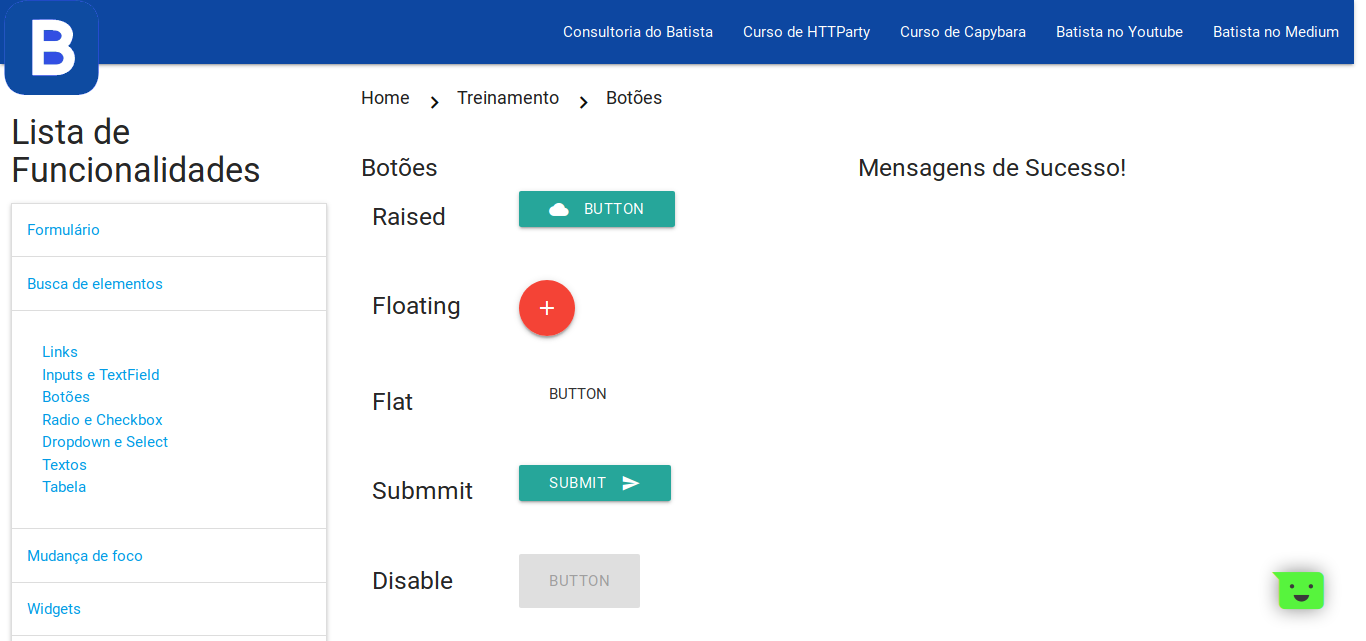 B
Consultoria do Batista
Curso de HTTParty
Curso de Capybara
Batista no Youtube
Batista no Medium
Lista de
Funcionalidades
Formulário
Busca de elementos
Links
Inputs e TextField
Botões
Radio e Checkbox
Dropdown e Select
Textos
Tabela
Mudança de foco
Widgets
Home
Treinamento
Botões
Botões
Raised
BUTTON
Floating
+
Flat
BUTTON
Submmit
SUBMIT
Disable
BUTTON
Mensagens de Sucesso!